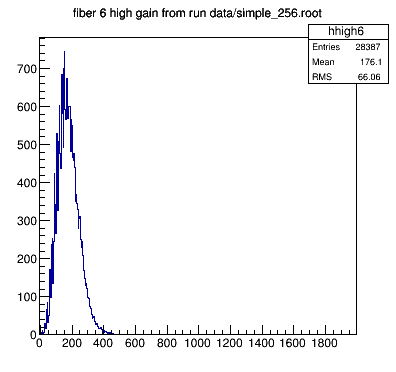 fiber 6 high gain from run data/simple_256.root
hhigh6
Entries 28387
Mean 176.1
RMS 66.06
700
600
500
400
300
200
100
0
0 200 400 600 800 1000 1200 1400 1600 1800